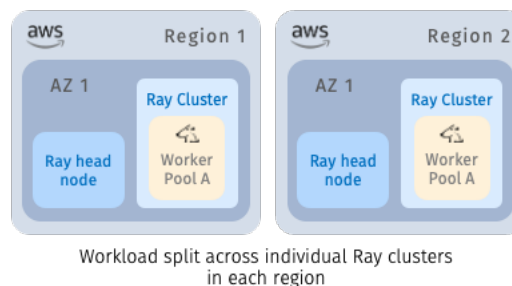 aws
Region 1
AZ 1
Ray Cluster
Ray head
node
Worker
Pool A
aws
Region 2
AZ 1
Ray Cluster
Ray head
node
Worker
Pool A
Workload split across individual Ray clusters
in each region